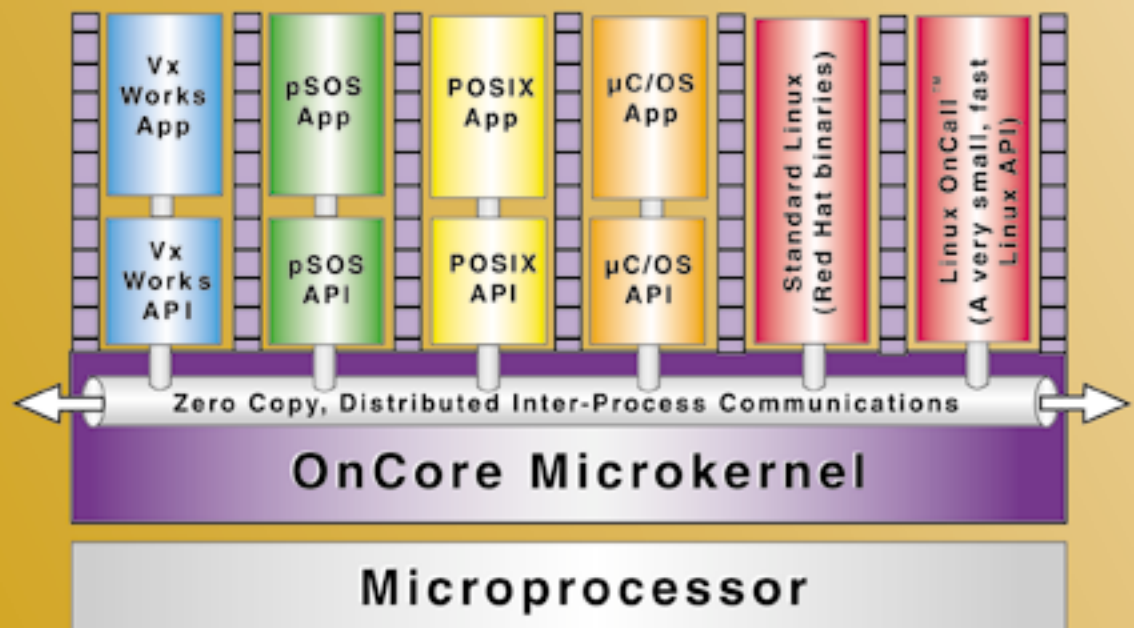 Vx
Works
App
pSOS
App
POSIX
App
µC/OS
App
Standard Linux
(Red Hat binaries)
Linux OnCall™
(A very small, fast
Linux API)
Vx
Works
API
pSOS
API
POSIX
API
µC/OS
API
Zero Copy, Distributed Inter-Process Communications
OnCore Microkernel
Microprocessor